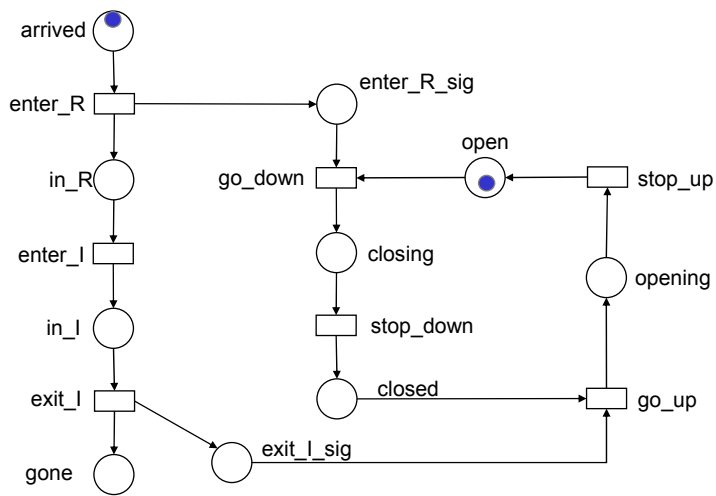 arrived
enter_R
enter_R_sig
open
in_R
go_down
stop_up
enter_I
closing
opening
in_I
stop_down
exit_I
closed
go_up
exit_I_sig
gone